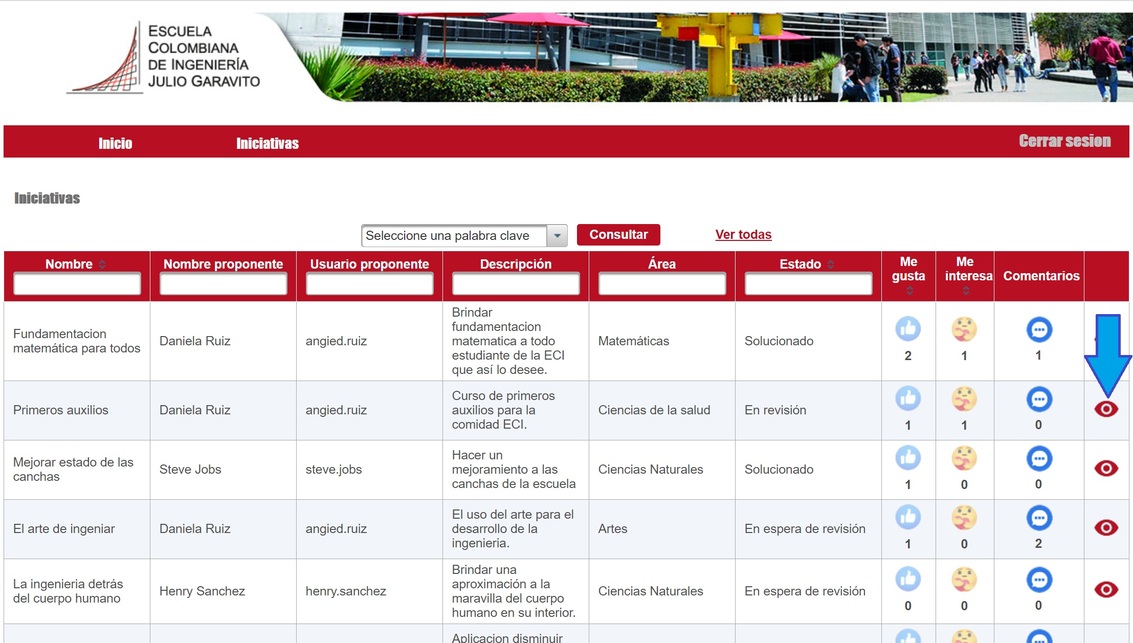 ESCUELA
COLOMBIANA
DE INGENIERÍA
JULIO GARAVITO
Inicio Iniciativas Cerrar sesion
Iniciativas
Seleccione una palabra clave Consultar Ver todas
Nombre Nombre proponente Usuario proponente Descripción Área Estado Me gusta Me interesa Comentarios
Fundamentacion
matemática para todos
Daniela Ruiz
angied.ruiz
Brindar
fundamentacion
matematica a todo
estudiante de la ECI
que así lo desee.
Matemáticas
Solucionado
2 1 1
Primeros auxilios
Daniela Ruiz
angied.ruiz
Curso de primeros
auxilios para la
comidad ECI.
Ciencias de la salud
En revisión
1 1 0
Mejorar estado de las
canchas
Steve Jobs
steve.jobs
Hacer un
mejoramiento a las
canchas de la escuela
Ciencias Naturales
Solucionado
1 0 0
El arte de ingeniar
Daniela Ruiz
angied.ruiz
El uso del arte para el
desarrollo de la
ingenieria.
Artes
En espera de revisión
1 0 2
La ingenieria detrás
del cuerpo humano
Henry Sanchez
henry.sanchez
Brindar una
aproximación a la
maravilla del cuerpo
humano en su interior.
Ciencias Naturales
En espera de revisión
0 0 0
Aplicacion disminuir